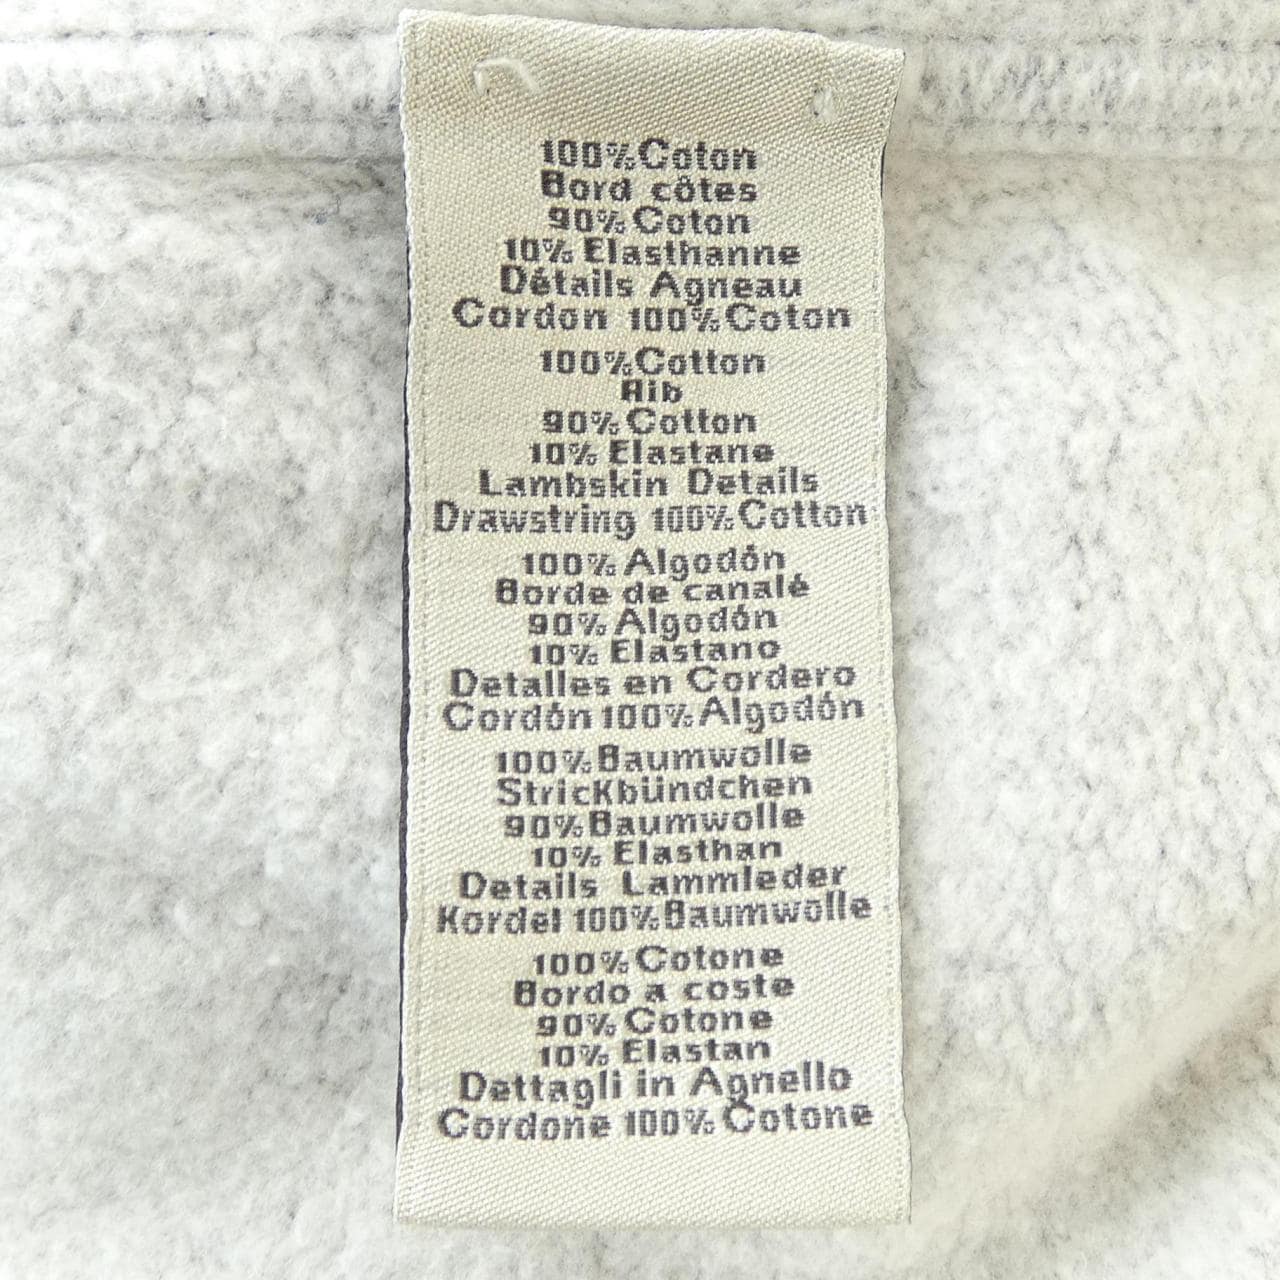 100% Coton
Bord côtes
90% Coton
10% Elasthanne
Détails Agneau
Cordon 100% Coton
100% Cotton
Rib
90% Cotton
10% Elastane
Lambskin Details
Drawstring 100% Cotton
100% Algodón
Borde de canalé
90% Algodón
10% Elastano
Detalles en Cordero
Cordón 100% Algodón
100% Baumwolle
Strickbündchen
90% Baumwolle
10% Elasthan
Details Lammleder
Kordel 100% Baumwolle
100% Cotone
Bordo a coste
90% Cotone
10% Elastan
Dettagli in Agnello
Cordone 100% Cotone